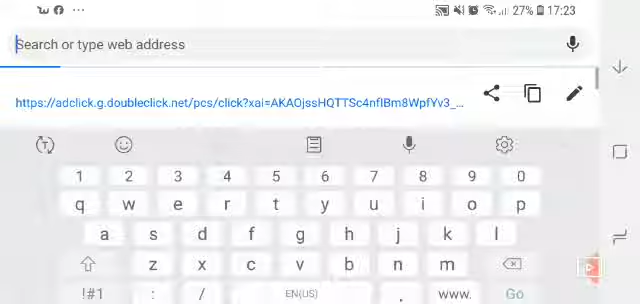 27% 17:23
Search or type web address
https://adclick.g.doubleclick.net/pcs/click?xai=AKAOjssHQTTSc4nfIBm8WpfYv3_...
1 2 3 4 5 6 7 8 9 0
q w e r t y u i o p
a s d f g h j k l
z x c v b n m
!#1 : / EN(US) . www. Go